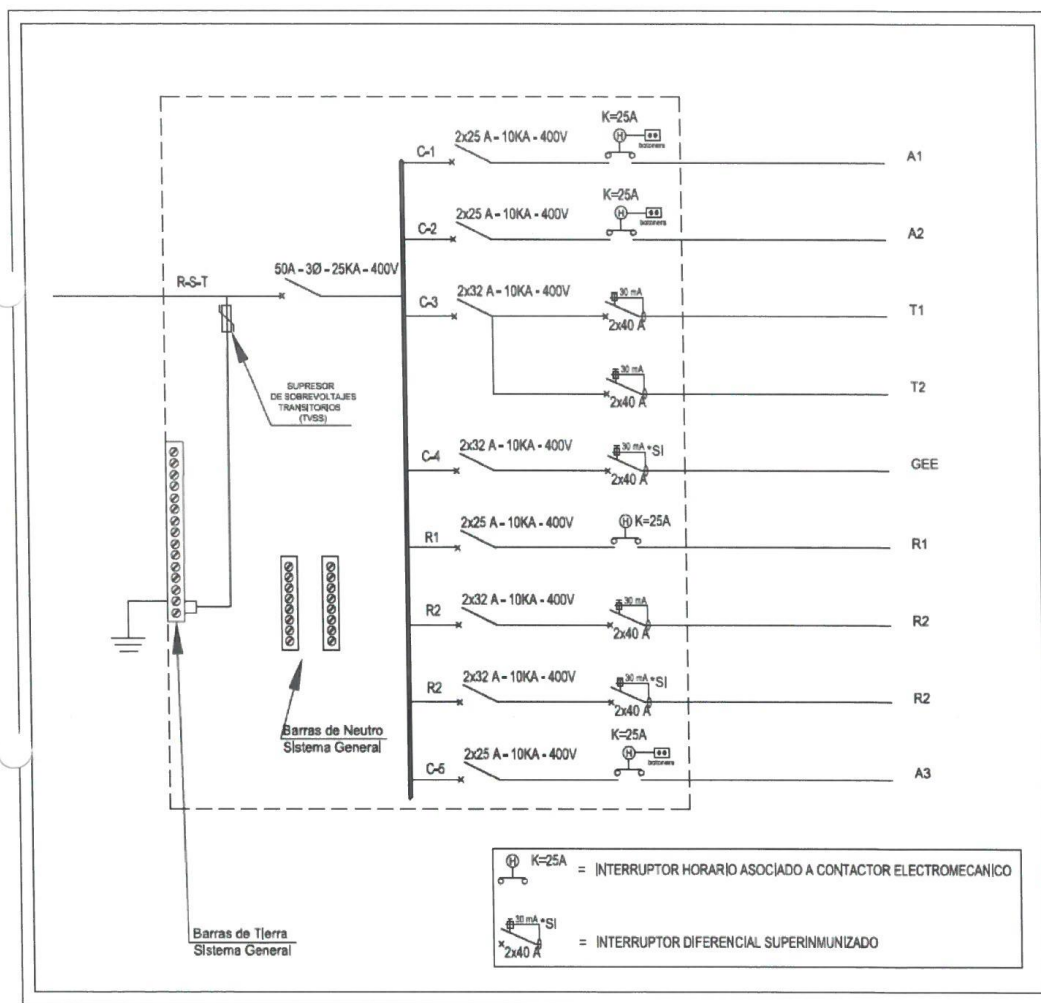 K=25A
C-1
2x25 A - 10KA - 400V
H
botonera
A1
K=25A
C-2
2x25 A - 10KA - 400V
H
botonera
A2
R-S-T
50A - 3Ø - 25KA - 400V
C-3
2x32 A - 10KA - 400V
30 mA
2x40 A
T1
SUPRESOR
DE SOBREVOLTAJES
TRANSITORIOS
(TVSS)
30 mA
2x40 A
T2
C-4
2x32 A - 10KA - 400V
30 mA *SI
2x40 A
GEE
R1
2x25 A - 10KA - 400V
H K=25A
R1
R2
2x32 A - 10KA - 400V
30 mA
2x40 A
R2
R2
2x32 A - 10KA - 400V
30 mA *SI
2x40 A
R2
Barras de Neutro
Sistema General
K=25A
C-5
2x25 A - 10KA - 400V
H
botonera
A3
H K=25A = INTERRUPTOR HORARIO ASOCIADO A CONTACTOR ELECTROMECANICO
Barras de Tierra
Sistema General
30 mA *SI
2x40 A
= INTERRUPTOR DIFERENCIAL SUPERINMUNIZADO